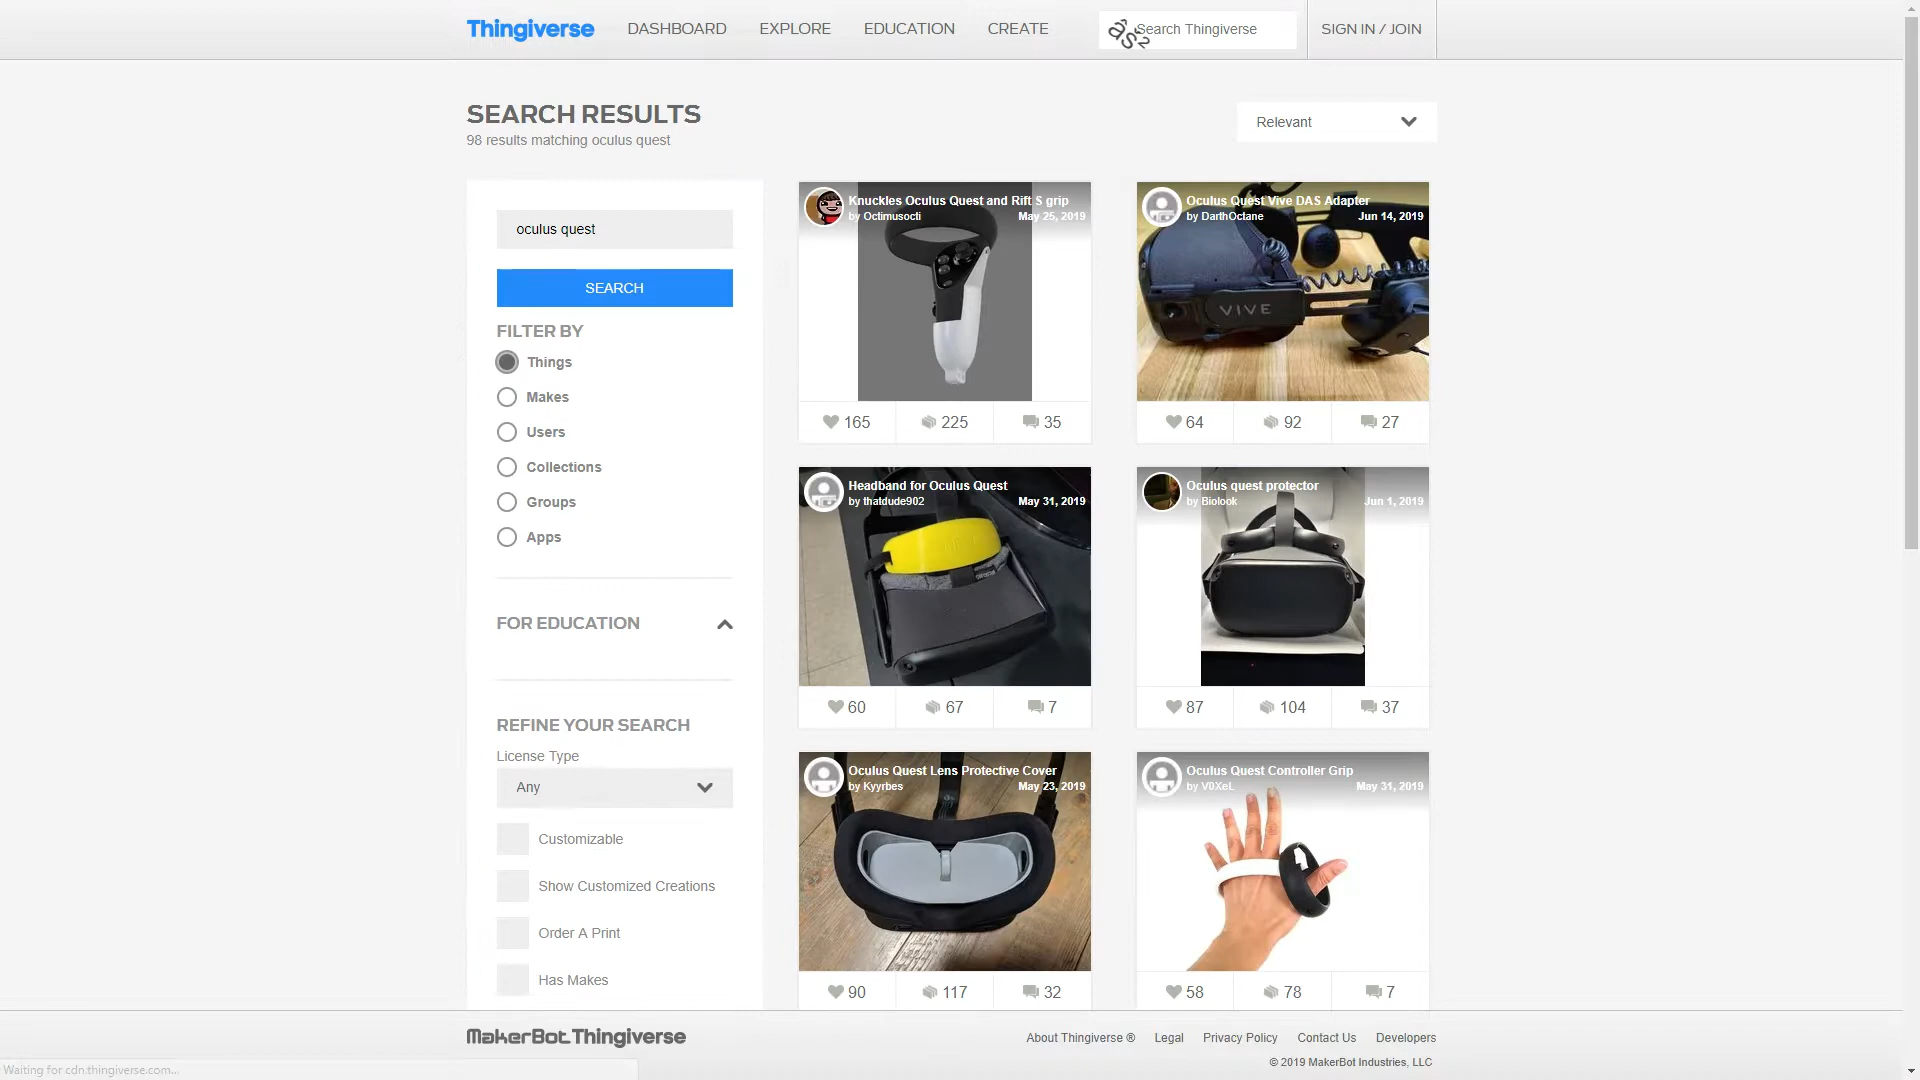 Thingiverse
DASHBOARD
EXPLORE
EDUCATION
CREATE
Search Thingiverse
SIGN IN / JOIN
SEARCH RESULTS
98 results matching oculus quest
Relevant
oculus quest
SEARCH
FILTER BY
Things
Makes
Users
Collections
Groups
Apps
FOR EDUCATION
REFINE YOUR SEARCH
License Type
Any
Customizable
Show Customized Creations
Order A Print
Has Makes
Knuckles Oculus Quest and Rift S grip
by Octimusocti
May 25, 2019
165
225
35
Oculus Quest Vive DAS Adapter
by DarthOctane
Jun 14, 2019
VIVE
64
92
27
Headband for Oculus Quest
by thatdude902
May 31, 2019
60
67
7
Oculus quest protector
by Biolook
Jun 1, 2019
87
104
37
Oculus Quest Lens Protective Cover
by Kyyrbes
May 23, 2019
90
117
32
Oculus Quest Controller Grip
by V0XeL
May 31, 2019
58
78
7
MakerBot Thingiverse
About Thingiverse ®
Legal
Privacy Policy
Contact Us
Developers
© 2019 MakerBot Industries, LLC
Waiting for cdn.thingiverse.com...